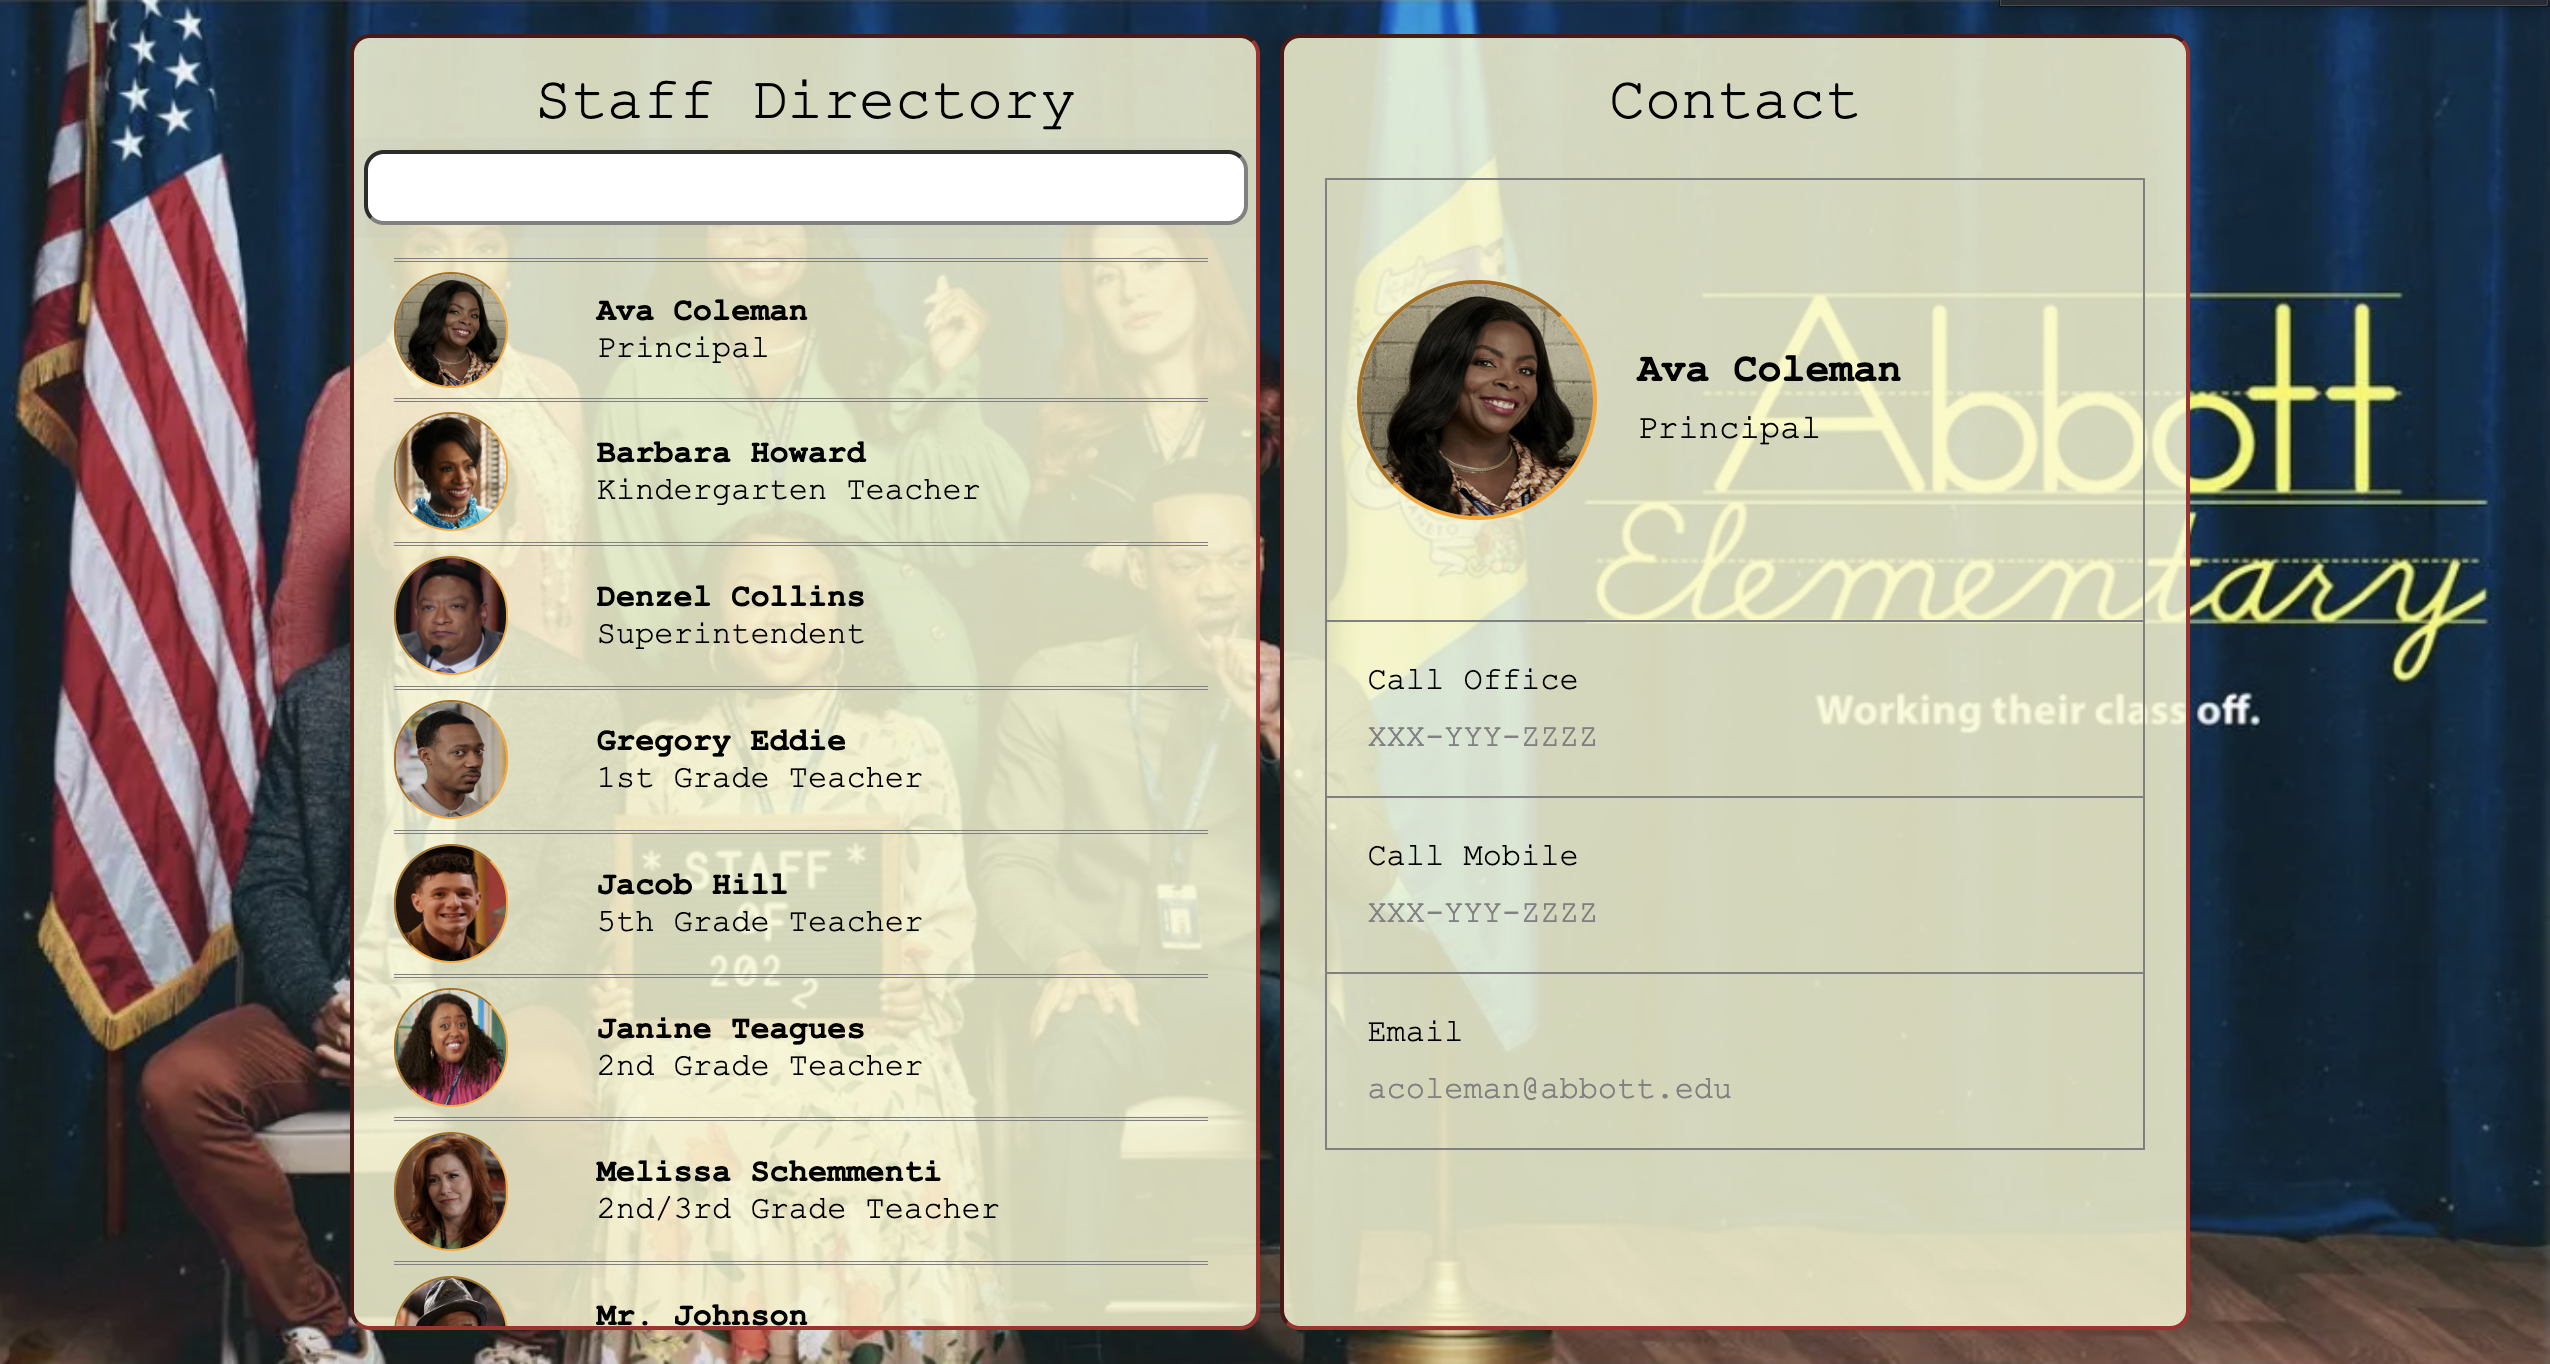 Staff Directory
Ava Coleman
Principal
Barbara Howard
Kindergarten Teacher
Denzel Collins
Superintendent
Gregory Eddie
1st Grade Teacher
Jacob Hill
5th Grade Teacher
Janine Teagues
2nd Grade Teacher
Melissa Schemmenti
2nd/3rd Grade Teacher
Mr. Johnson
* STAFF *
OF
2022
Contact
Ava Coleman
Principal
Call Office
XXX-YYY-ZZZZ
Call Mobile
XXX-YYY-ZZZZ
Email
acoleman@abbott.edu
Abbott
Elementary
Working their class off.